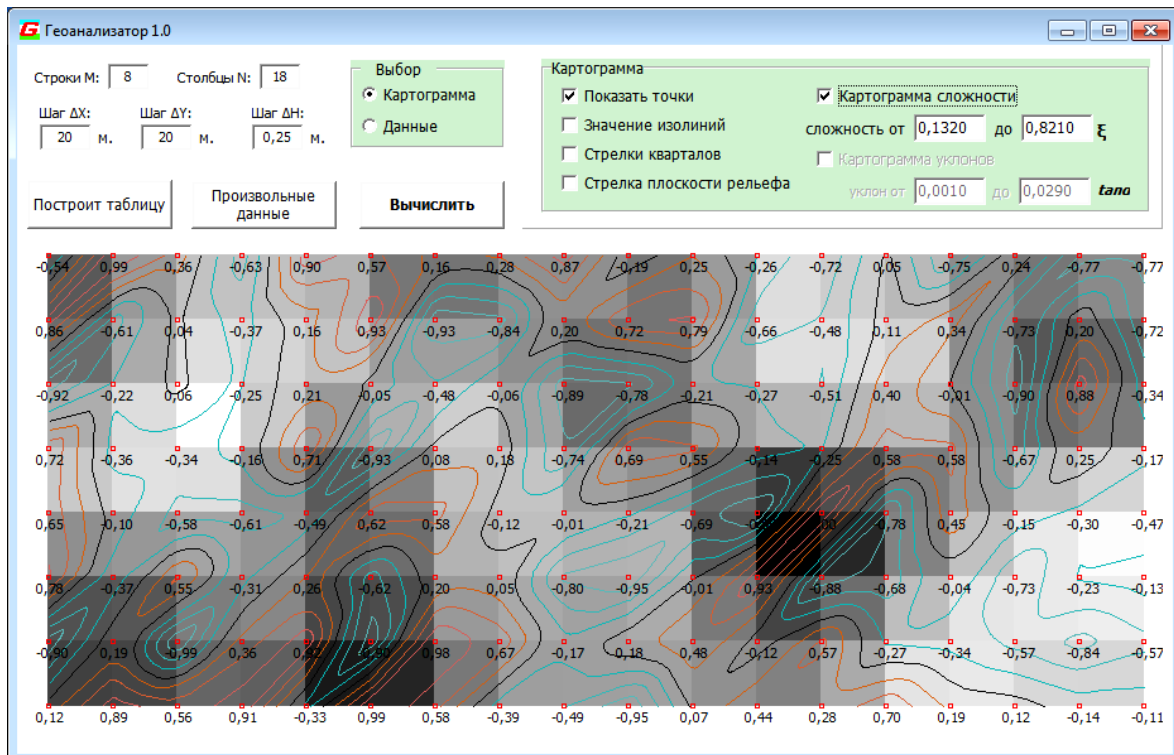 Геоанализатор 1.0
Строки M: 8 Столбцы N: 18
Шаг ΔX: Шаг ΔY: Шаг ΔH:
20 м. 20 м. 0,25 м.
Выбор
Картограмма
Данные
Картограмма
Показать точки
Значение изолиний
Стрелки кварталов
Стрелка плоскости рельефа
Картограмма сложности
сложность от 0,1320 до 0,8210 ξ
Картограмма уклонов
уклон от 0,0010 до 0,0290 tanα
Построит таблицу
Произвольные
данные
Вычислить
-0,54 0,99 0,36 -0,63 0,90 0,57 0,16 0,28 0,87 -0,19 0,25 -0,26 -0,72 0,05 -0,75 0,24 -0,77 -0,77
0,86 -0,61 0,04 -0,37 0,16 -0,93 -0,93 -0,84 0,20 0,72 0,79 -0,66 -0,48 0,11 0,34 -0,73 0,20 -0,72
-0,92 -0,22 0,06 -0,25 0,21 -0,05 -0,48 -0,06 -0,89 -0,78 -0,21 -0,27 -0,51 0,40 -0,01 -0,90 0,88 -0,34
0,72 -0,36 -0,34 -0,16 0,71 -0,93 0,08 0,18 -0,74 0,69 0,55 -0,14 -0,25 0,58 0,58 -0,67 0,25 -0,17
0,65 -0,10 -0,58 -0,61 -0,49 0,62 0,58 -0,12 -0,01 -0,21 -0,69 -0,78 0,45 -0,15 -0,30 -0,47
0,78 -0,37 0,55 -0,31 0,26 -0,62 0,20 0,05 -0,80 -0,95 -0,01 0,93 -0,88 -0,68 -0,04 -0,73 -0,23 -0,13
-0,90 0,19 -0,99 0,36 0,98 0,67 -0,17 0,18 0,48 -0,12 -0,57 -0,27 -0,34 -0,57 -0,84 -0,57
0,12 0,89 0,56 0,91 -0,33 0,99 0,58 -0,39 -0,49 -0,95 0,07 0,44 0,28 0,70 0,19 0,12 -0,14 -0,11